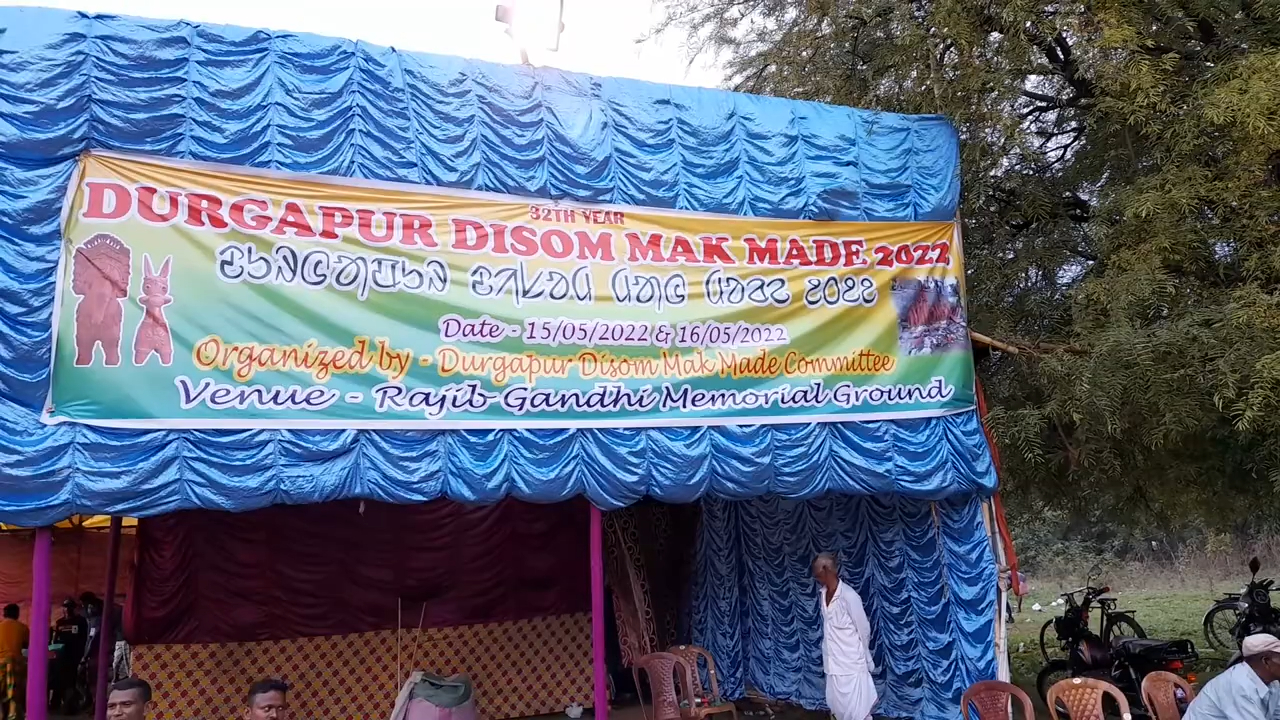 32TH YEAR
DURGAPUR DISOM MAK MADE 2022
Date - 15/05/2022 & 16/05/2022
Organized by - Durgapur Disom Mak Made Committee
Venue - Rajib Gandhi Memorial Ground